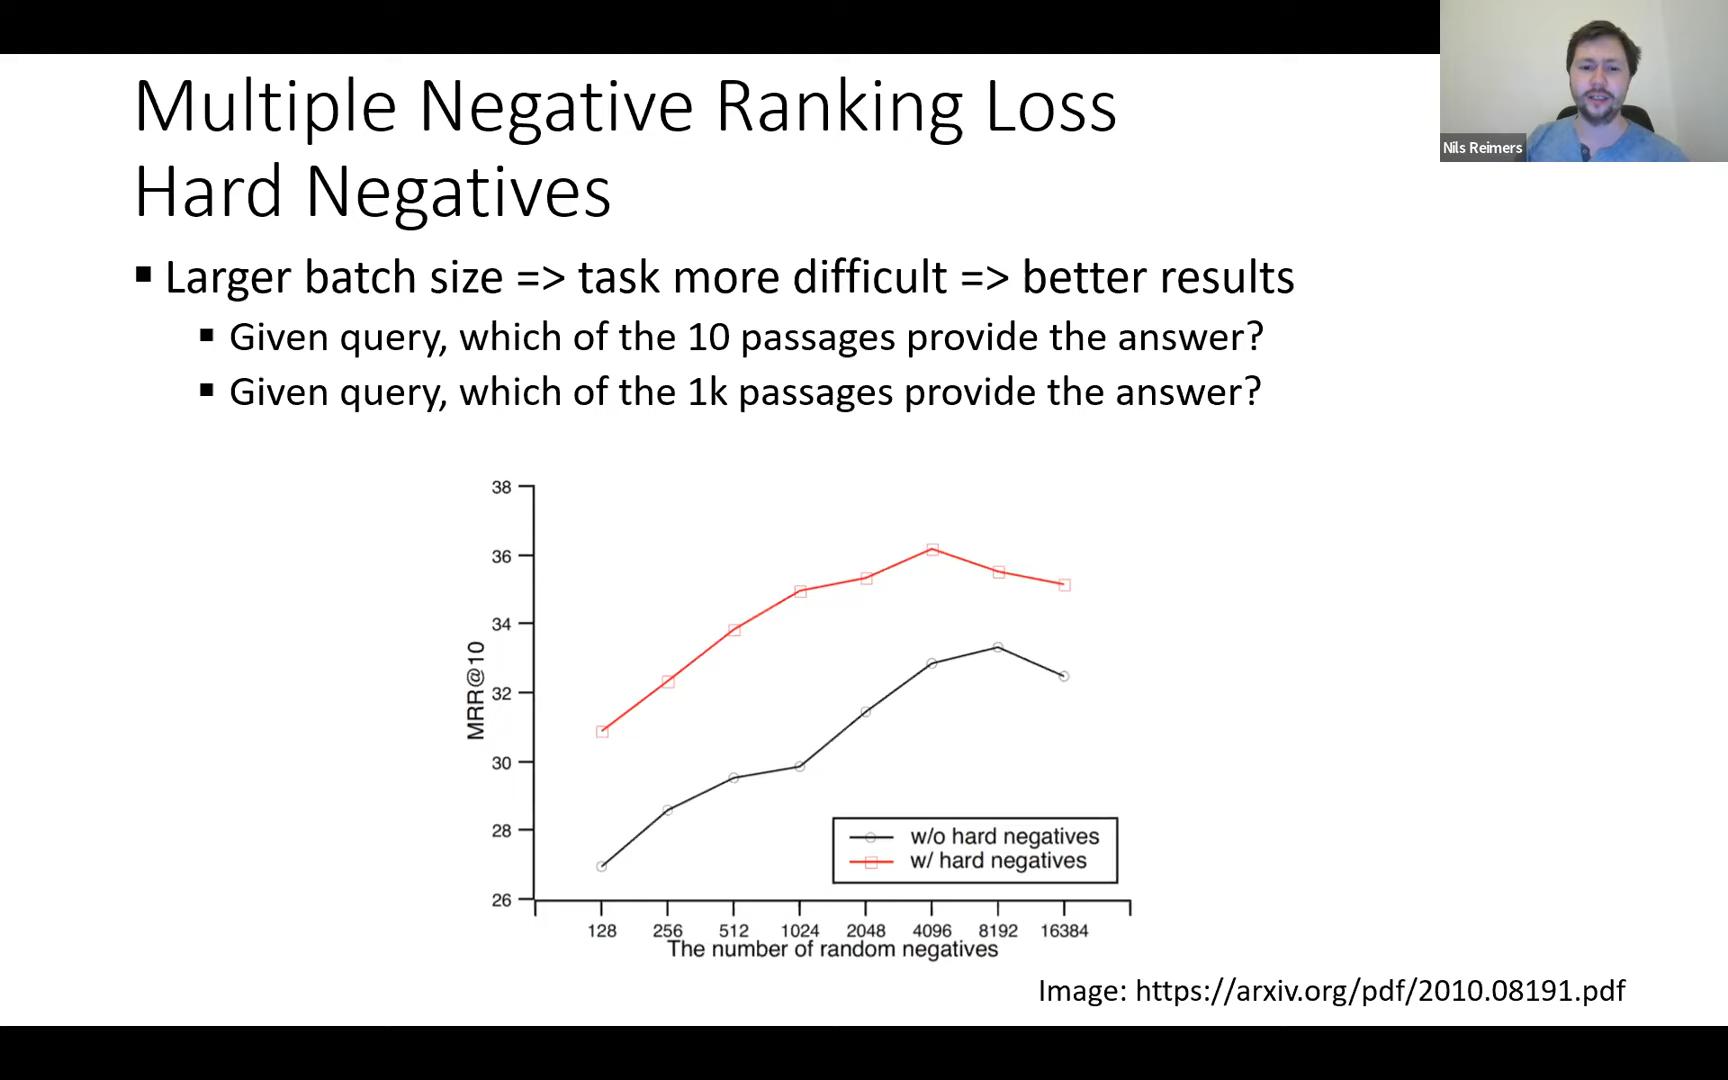 Multiple Negative Ranking Loss
Hard Negatives
Nils Reimers
▪ Larger batch size => task more difficult => better results
▪ Given query, which of the 10 passages provide the answer?
▪ Given query, which of the 1k passages provide the answer?
38
36
34
32
30
28
26
MRR@10
w/o hard negatives
w/ hard negatives
128 256 512 1024 2048 4096 8192 16384
The number of random negatives
Image: https://arxiv.org/pdf/2010.08191.pdf